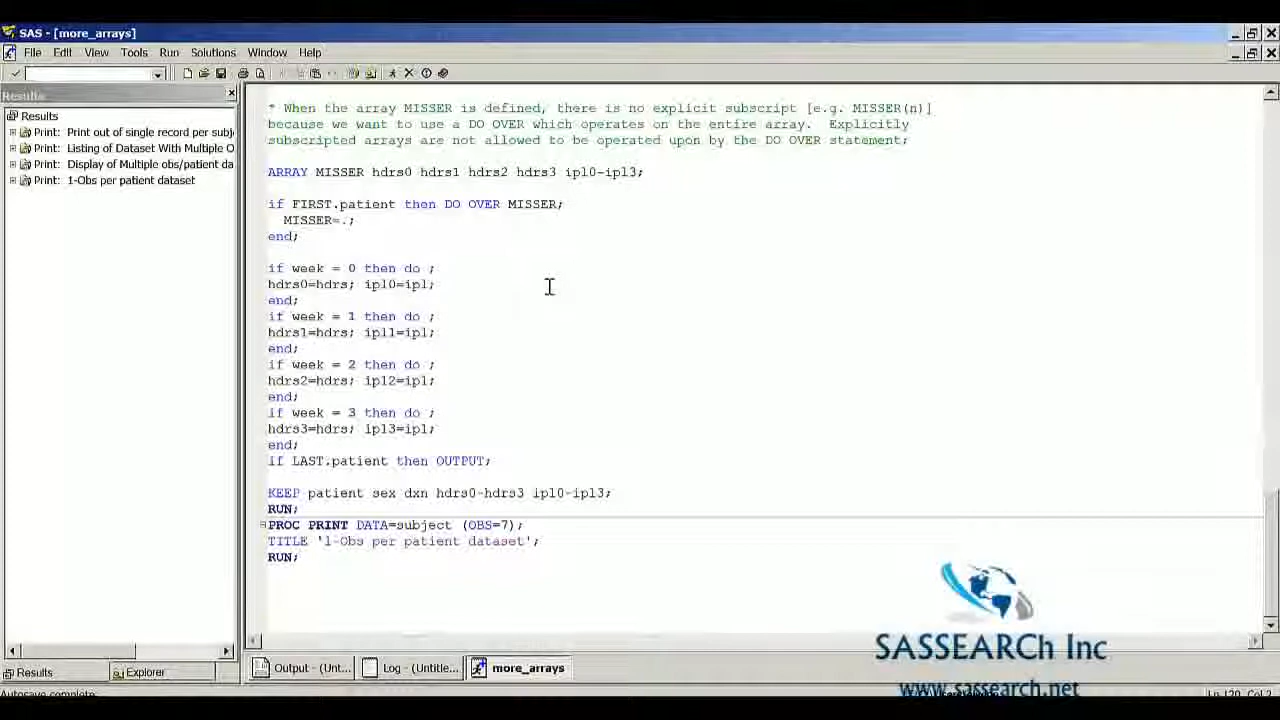 SAS - [more_arrays]
File Edit View Tools Run Solutions Window Help
Results
Results
Print: Print out of single record per subj
Print: Listing of Dataset With Multiple O
Print: Display of Multiple obs/patient da
Print: 1-Obs per patient dataset
* When the array MISSER is defined, there is no explicit subscript [e.g. MISSER(n)]
because we want to use a DO OVER which operates on the entire array. Explicitly
subscripted arrays are not allowed to be operated upon by the DO OVER statement;
ARRAY MISSER hdrs0 hdrs1 hdrs2 hdrs3 ipl0-ipl3;
if FIRST.patient then DO OVER MISSER;
MISSER=.;
end;
if week = 0 then do ;
hdrs0=hdrs; ipl0=ipl;
end;
if week = 1 then do ;
hdrs1=hdrs; ipl1=ipl;
end;
if week = 2 then do ;
hdrs2=hdrs; ipl2=ipl;
end;
if week = 3 then do ;
hdrs3=hdrs; ipl3=ipl;
end;
if LAST.patient then OUTPUT;
KEEP patient sex dxn hdrs0-hdrs3 ipl0-ipl3;
RUN;
PROC PRINT DATA=subject (OBS=7);
TITLE '1-Obs per patient dataset';
RUN;
SASSEARCh Inc
www.sassearch.net
Results Explorer
Output - (Unt... Log - (Untitle... more_arrays
Autosave complete
Ln 120, Col 2